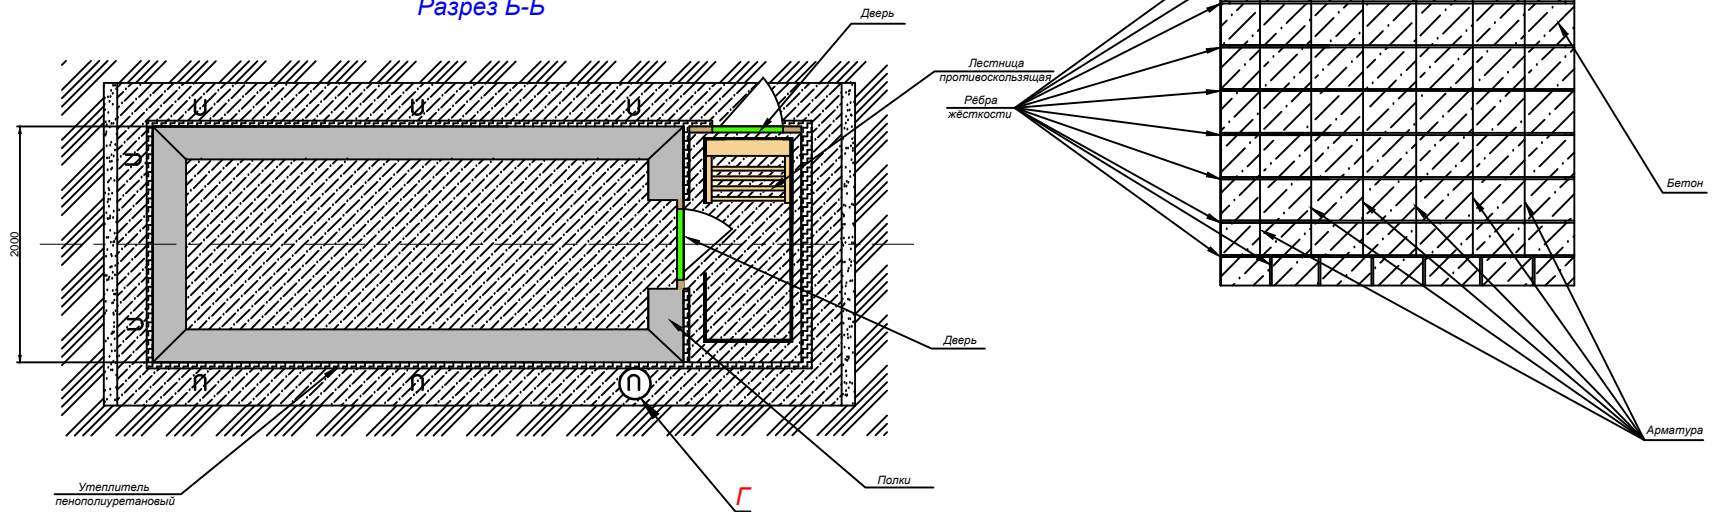 Разрез Б-Б
Дверь
Лестница
противоскользящая
Рёбра
жёсткости
Бетон
2000
Дверь
Арматура
Полки
Утеплитель
пенополиуретановый
Г